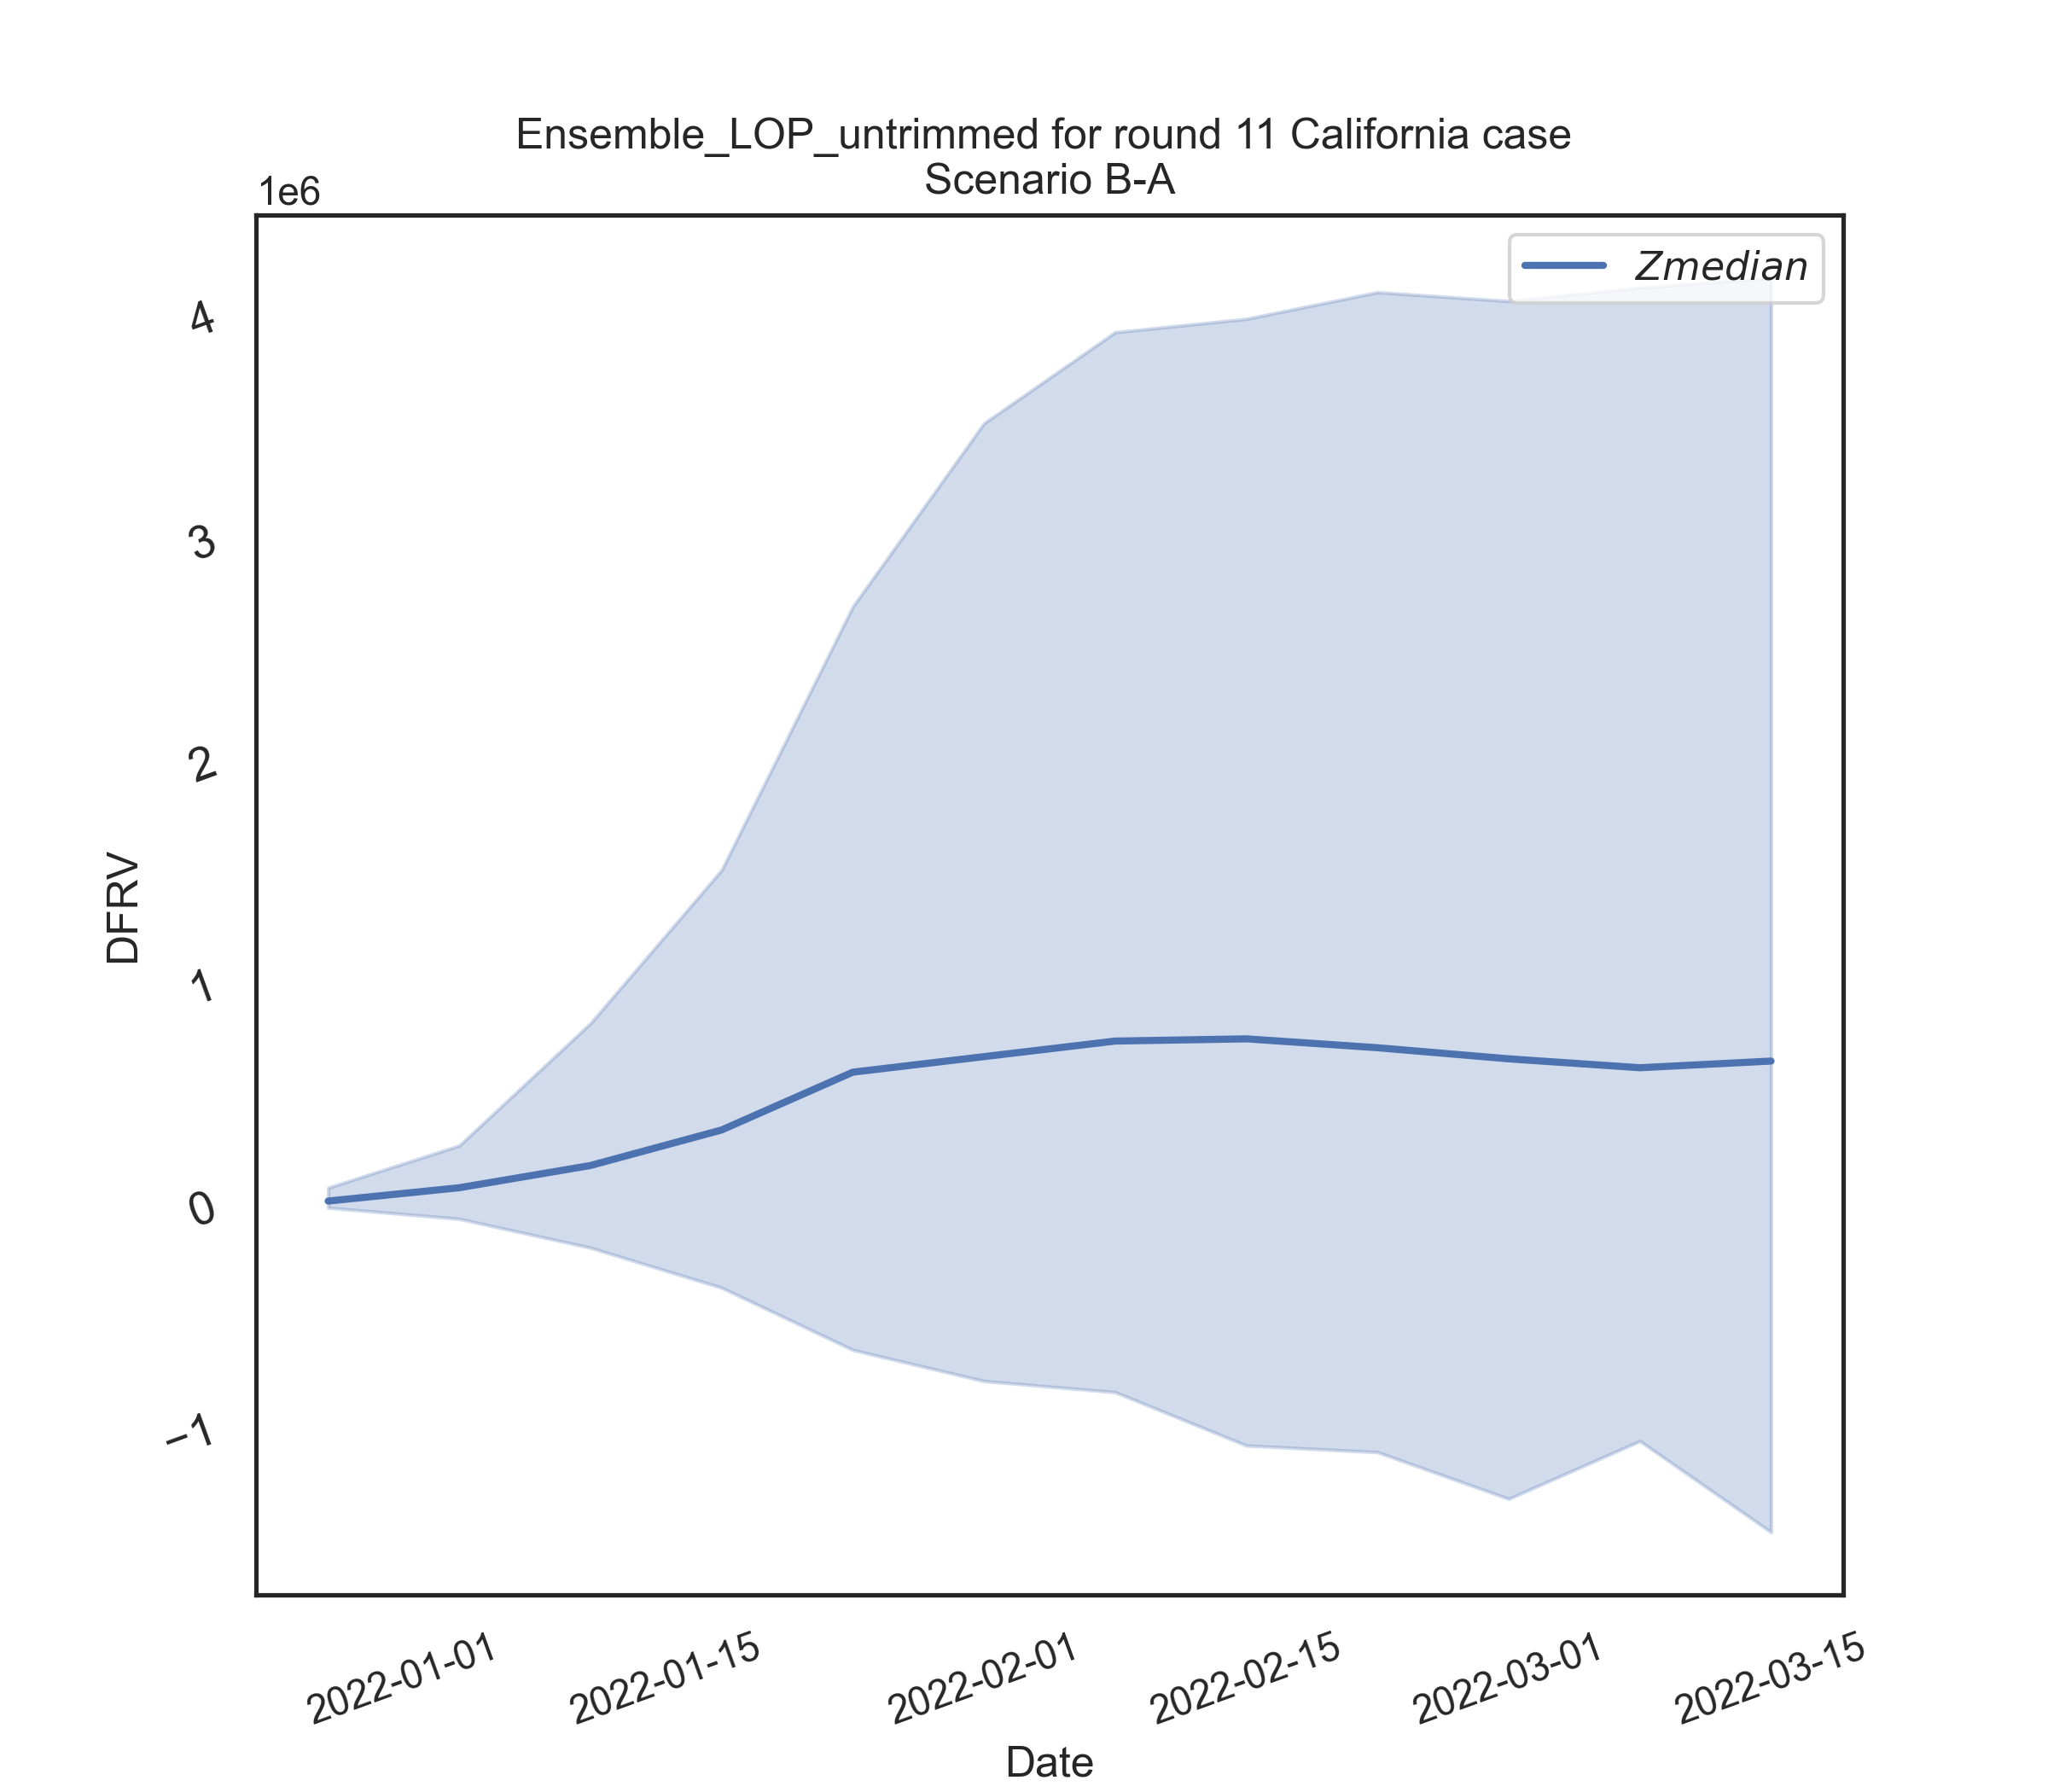 Ensemble_LOP_untrimmed for round 11 California case
Scenario B-A
1e6
Zmedian
4
3
2
1
0
−1
DFRV
2022-01-01
2022-01-15
2022-02-01
2022-02-15
2022-03-01
2022-03-15
Date